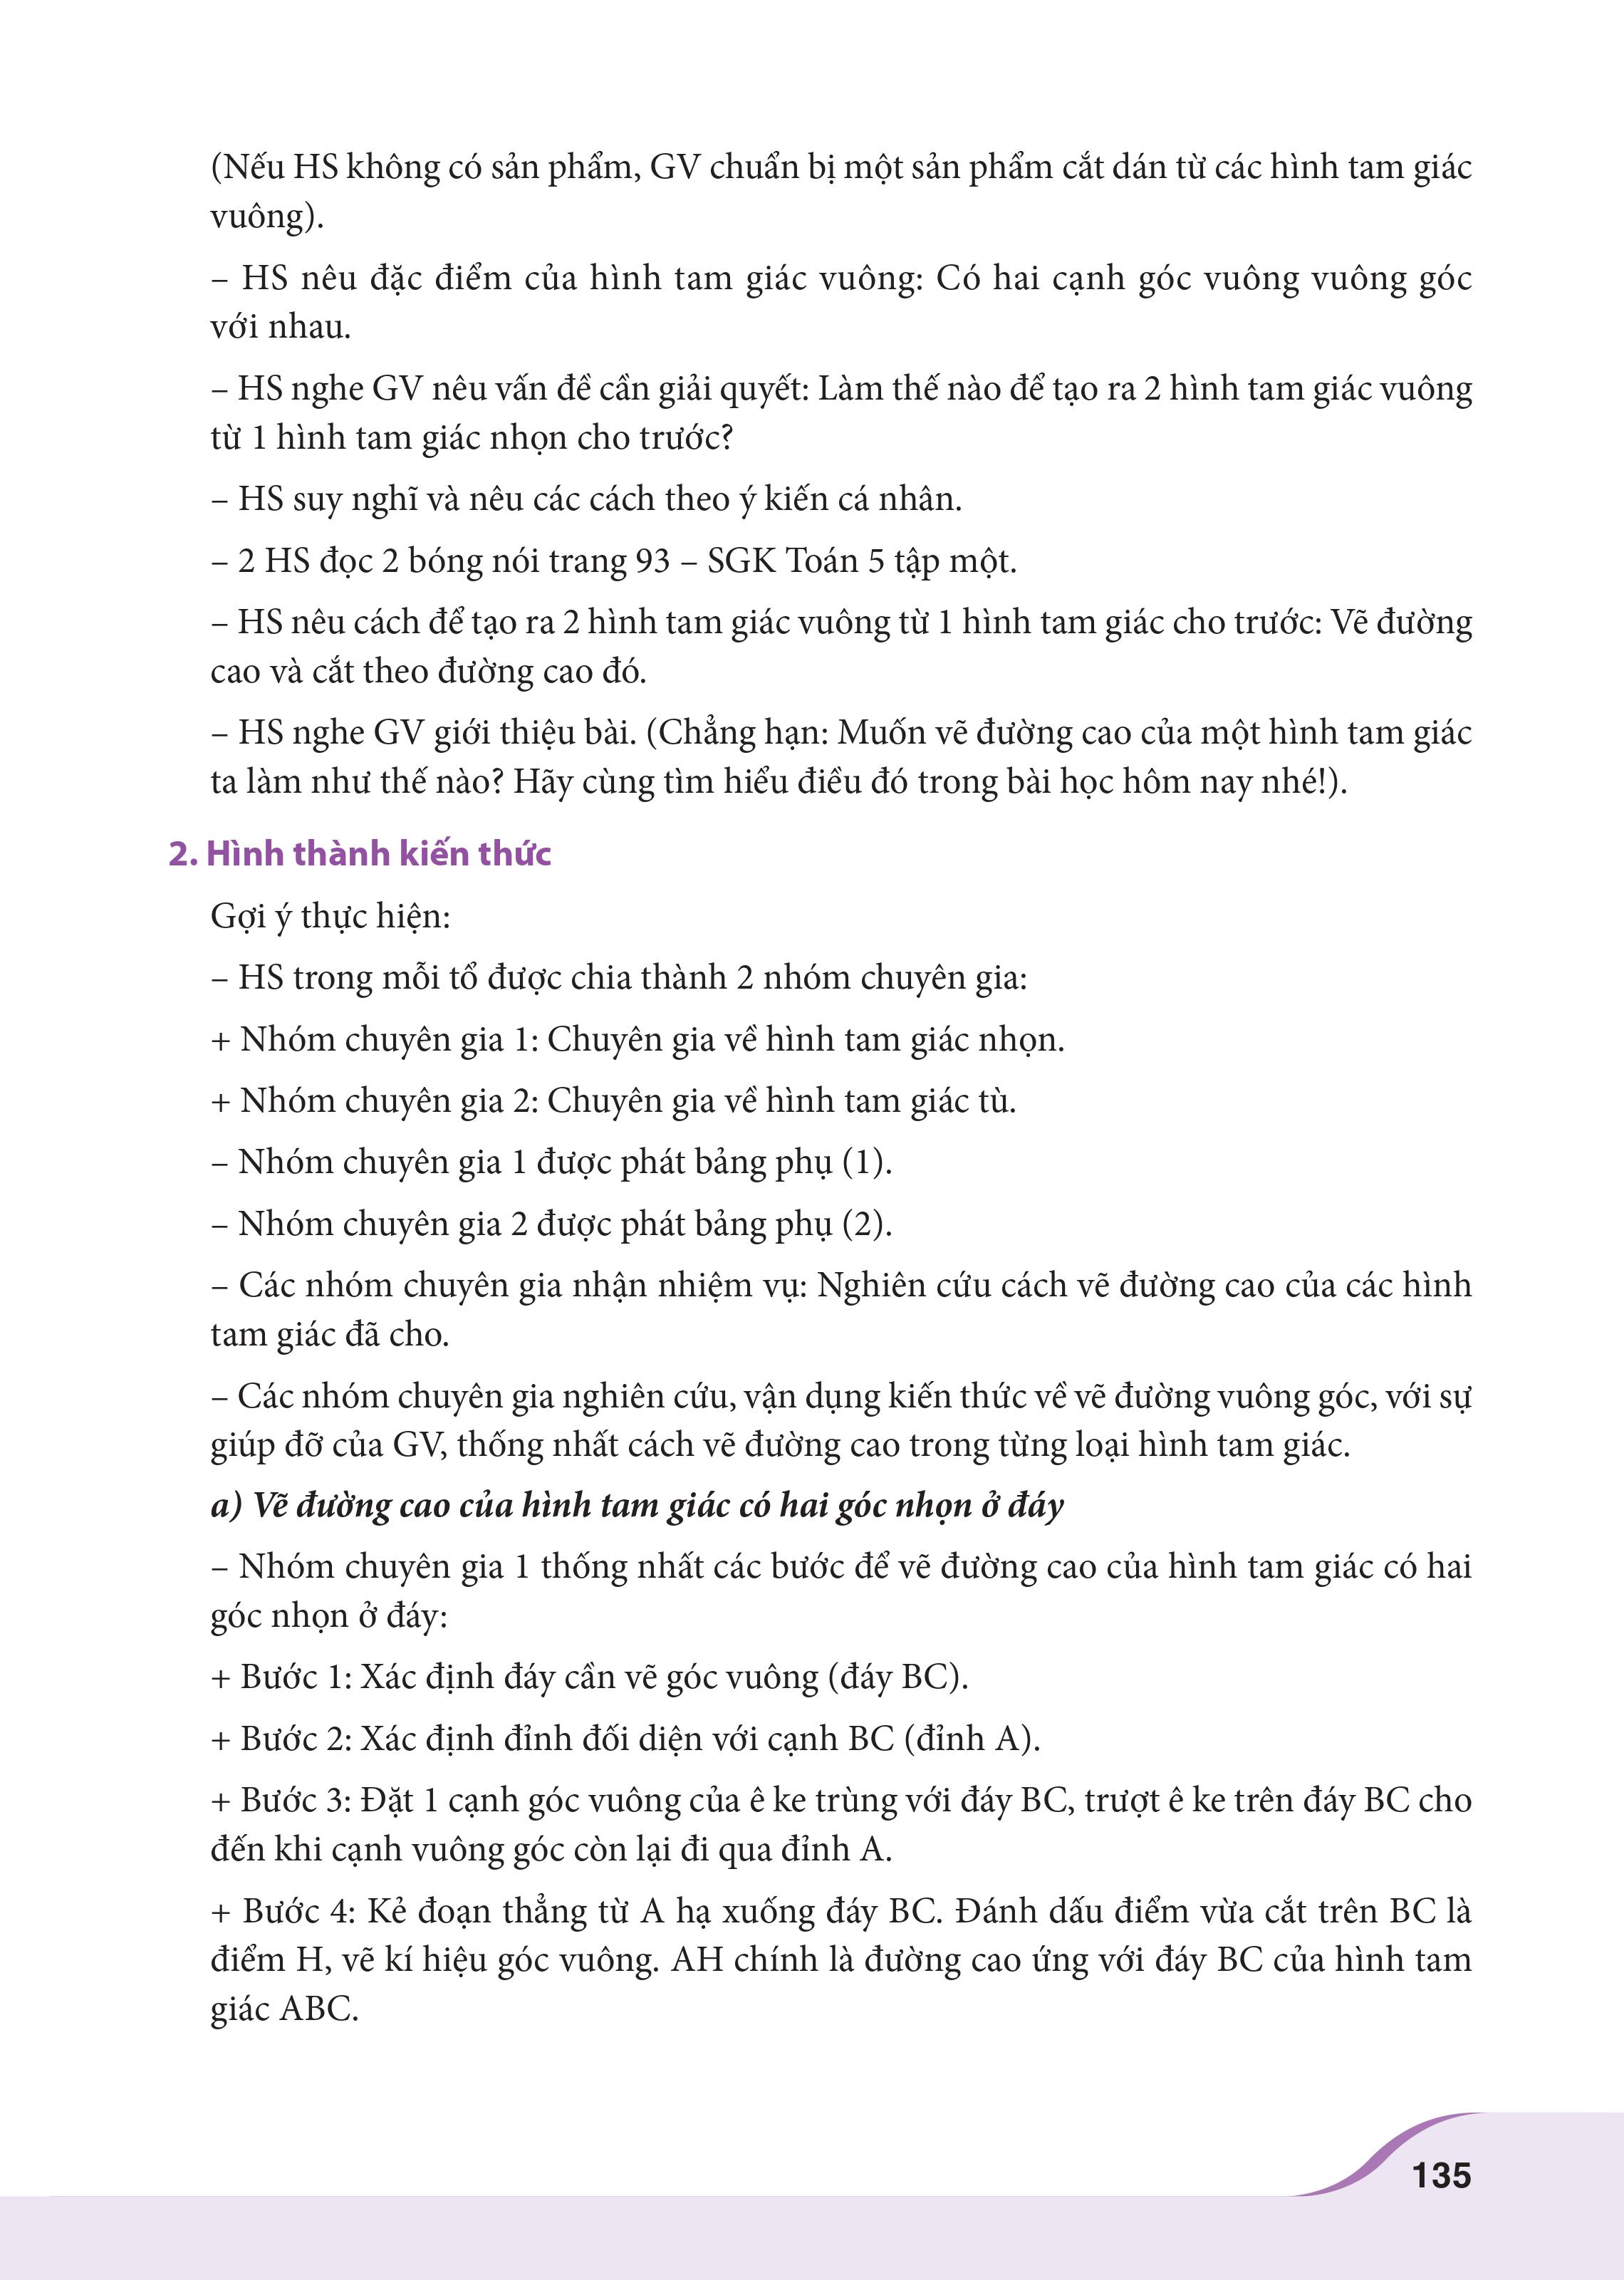 (Nếu HS không có sản phẩm, GV chuẩn bị một sản phẩm cắt dán từ các hình tam giác
vuông).
– HS nêu đặc điểm của hình tam giác vuông: Có hai cạnh góc vuông vuông góc
với nhau.
– HS nghe GV nêu vấn đề cần giải quyết: Làm thế nào để tạo ra 2 hình tam giác vuông
từ 1 hình tam giác nhọn cho trước?
– HS suy nghĩ và nêu các cách theo ý kiến cá nhân.
– 2 HS đọc 2 bóng nói trang 93 – SGK Toán 5 tập một.
– HS nêu cách để tạo ra 2 hình tam giác vuông từ 1 hình tam giác cho trước: Vẽ đường
cao và cắt theo đường cao đó.
– HS nghe GV giới thiệu bài. (Chẳng hạn: Muốn vẽ đường cao của một hình tam giác
ta làm như thế nào? Hãy cùng tìm hiểu điều đó trong bài học hôm nay nhé!).
2. Hình thành kiến thức
Gợi ý thực hiện:
– HS trong mỗi tổ được chia thành 2 nhóm chuyên gia:
+ Nhóm chuyên gia 1: Chuyên gia về hình tam giác nhọn.
+ Nhóm chuyên gia 2: Chuyên gia về hình tam giác tù.
– Nhóm chuyên gia 1 được phát bảng phụ (1).
– Nhóm chuyên gia 2 được phát bảng phụ (2).
– Các nhóm chuyên gia nhận nhiệm vụ: Nghiên cứu cách vẽ đường cao của các hình
tam giác đã cho.
– Các nhóm chuyên gia nghiên cứu, vận dụng kiến thức về vẽ đường vuông góc, với sự
giúp đỡ của GV, thống nhất cách vẽ đường cao trong từng loại hình tam giác.
a) Vẽ đường cao của hình tam giác có hai góc nhọn ở đáy
– Nhóm chuyên gia 1 thống nhất các bước để vẽ đường cao của hình tam giác có hai
góc nhọn ở đáy:
+ Bước 1: Xác định đáy cần vẽ góc vuông (đáy BC).
+ Bước 2: Xác định đỉnh đối diện với cạnh BC (đỉnh A).
+ Bước 3: Đặt 1 cạnh góc vuông của ê ke trùng với đáy BC, trượt ê ke trên đáy BC cho
đến khi cạnh vuông góc còn lại đi qua đỉnh A.
+ Bước 4: Kẻ đoạn thẳng từ A hạ xuống đáy BC. Đánh dấu điểm vừa cắt trên BC là
điểm H, vẽ kí hiệu góc vuông. AH chính là đường cao ứng với đáy BC của hình tam
giác ABC.
135